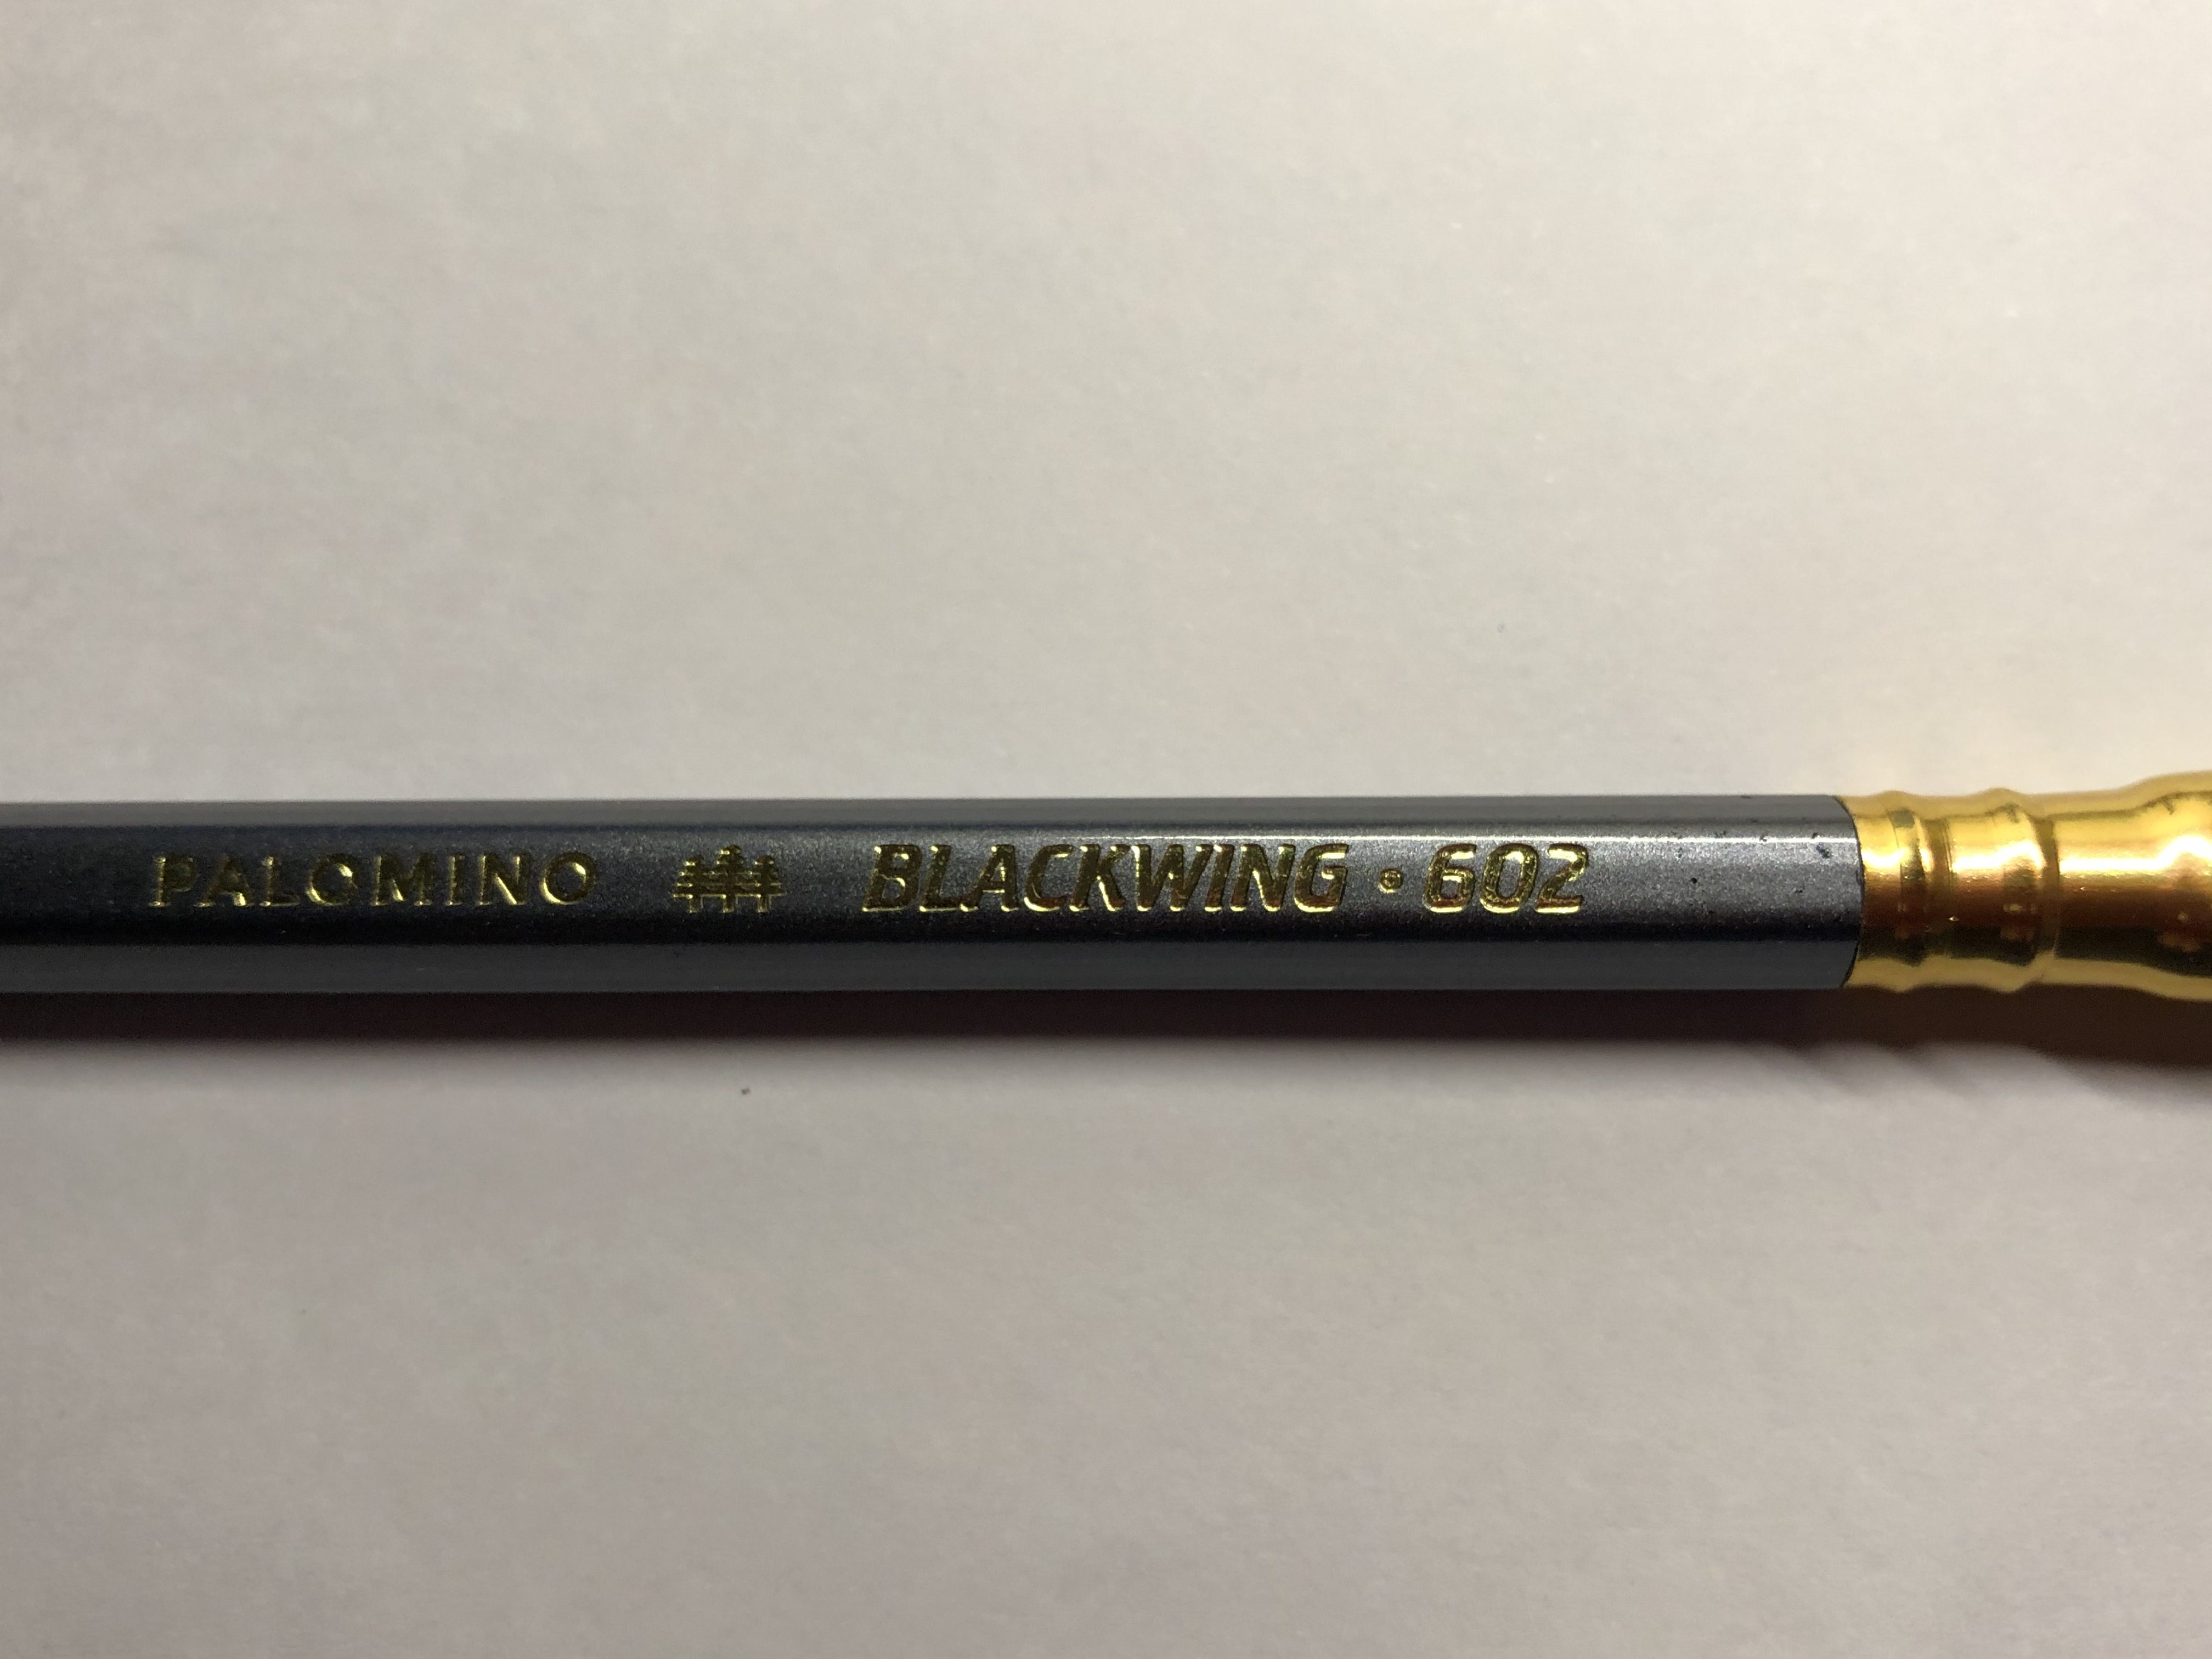 PALOMINO BLACKWING • 602